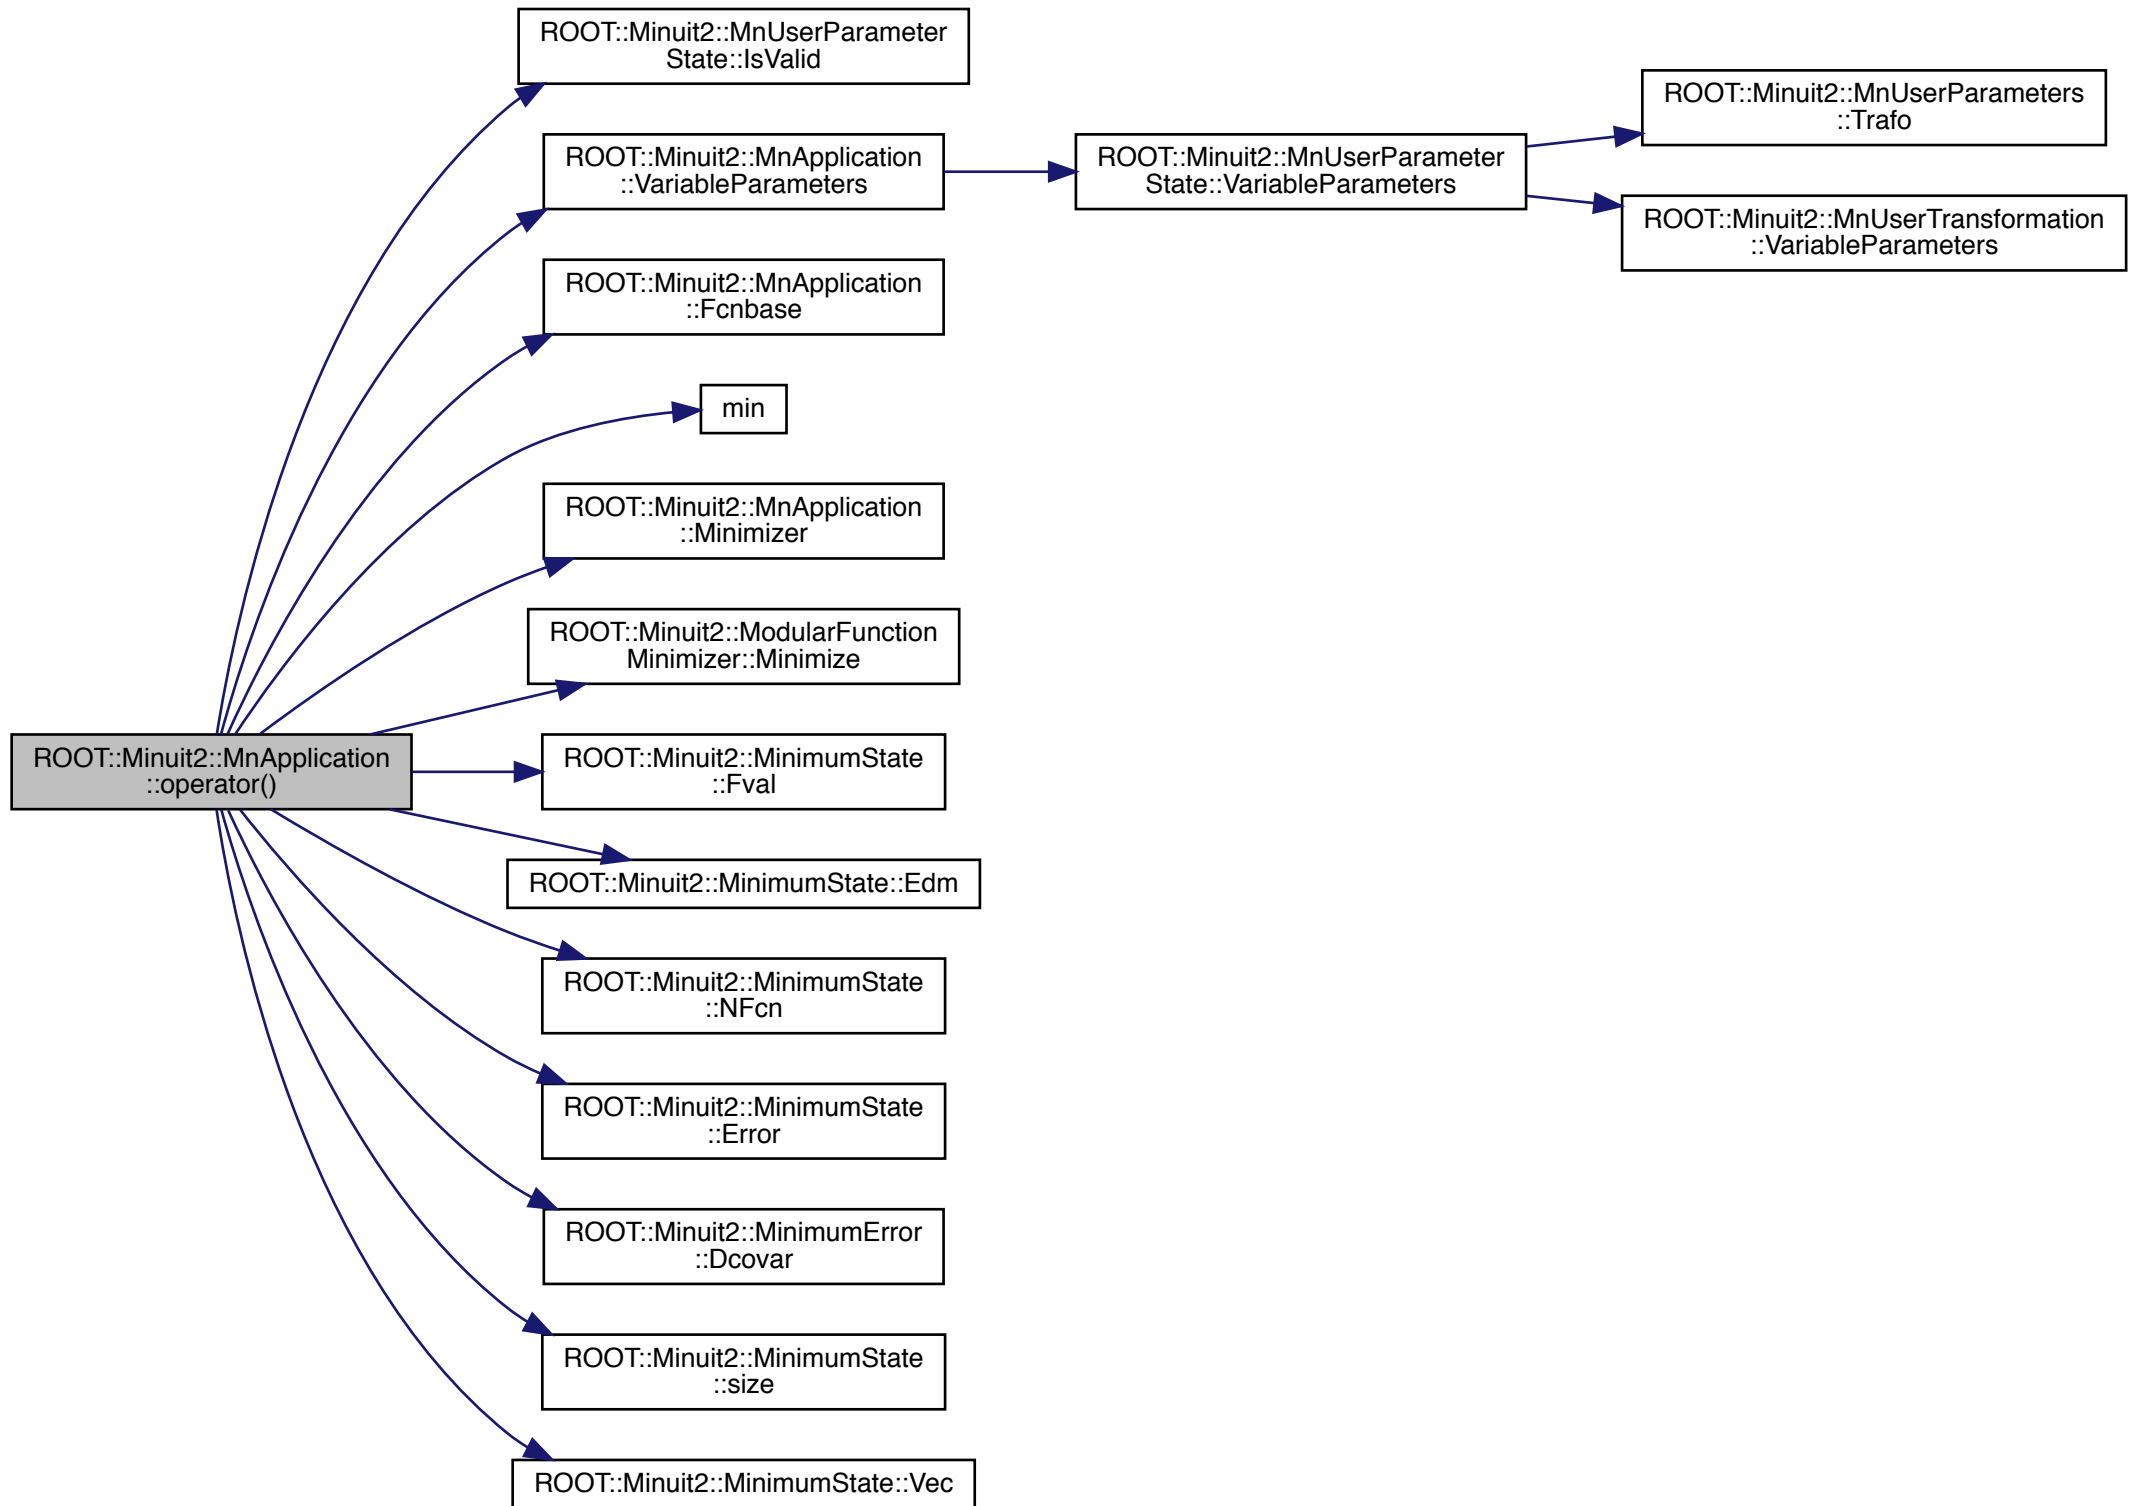 ROOT::Minuit2::MnUserParameter
State::IsValid
ROOT::Minuit2::MnApplication
::VariableParameters
ROOT::Minuit2::MnUserParameter
State::VariableParameters
ROOT::Minuit2::MnUserParameters
::Trafo
ROOT::Minuit2::MnUserTransformation
::VariableParameters
ROOT::Minuit2::MnApplication
::Fcnbase
min
ROOT::Minuit2::MnApplication
::Minimizer
ROOT::Minuit2::ModularFunction
Minimizer::Minimize
ROOT::Minuit2::MnApplication
::operator()
ROOT::Minuit2::MinimumState
::Fval
ROOT::Minuit2::MinimumState::Edm
ROOT::Minuit2::MinimumState
::NFcn
ROOT::Minuit2::MinimumState
::Error
ROOT::Minuit2::MinimumError
::Dcovar
ROOT::Minuit2::MinimumState
::size
ROOT::Minuit2::MinimumState::Vec